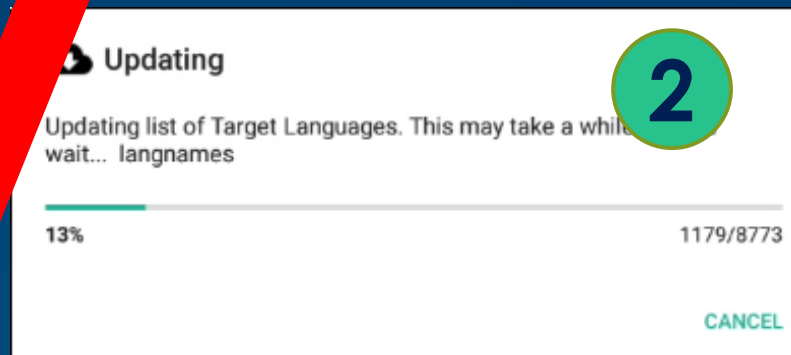 Updating
2
Updating list of Target Languages. This may take a while
wait... langnames
13%
1179/8773
CANCEL